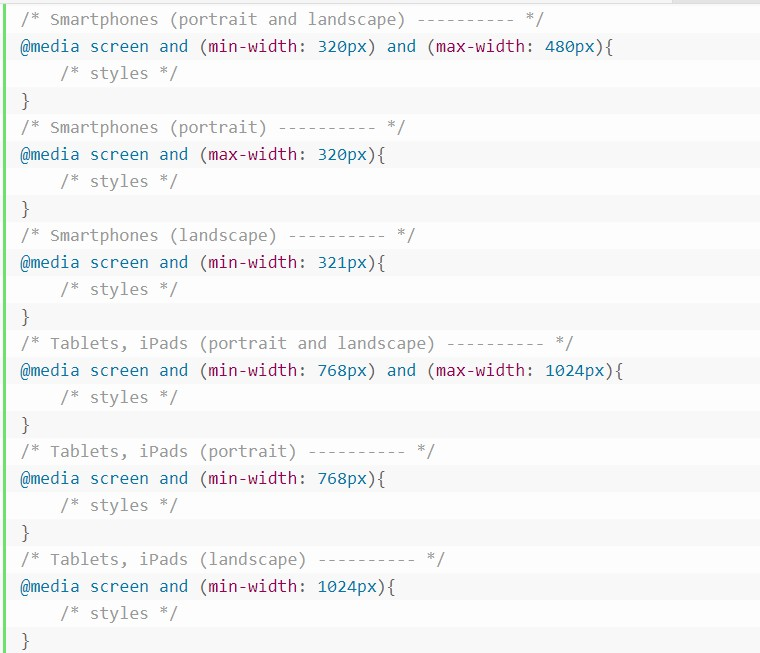 /* Smartphones (portrait and landscape) ---------- */
@media screen and (min-width: 320px) and (max-width: 480px){
    /* styles */
}
/* Smartphones (portrait) ---------- */
@media screen and (max-width: 320px){
    /* styles */
}
/* Smartphones (landscape) ---------- */
@media screen and (min-width: 321px){
    /* styles */
}
/* Tablets, iPads (portrait and landscape) ---------- */
@media screen and (min-width: 768px) and (max-width: 1024px){
    /* styles */
}
/* Tablets, iPads (portrait) ---------- */
@media screen and (min-width: 768px){
    /* styles */
}
/* Tablets, iPads (landscape) ---------- */
@media screen and (min-width: 1024px){
    /* styles */
}